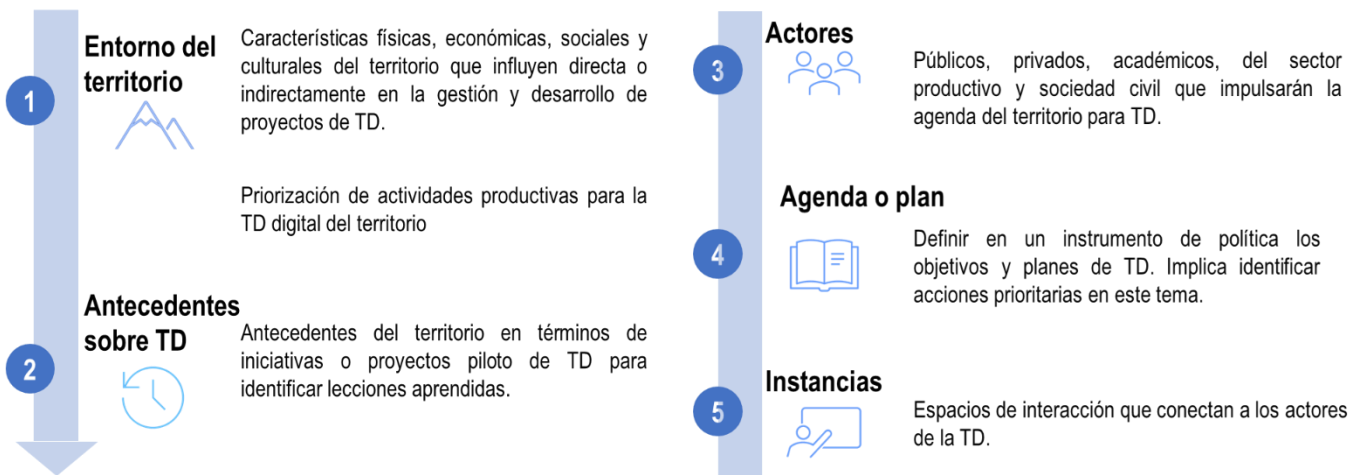 1
Entorno del
territorio
Características físicas, económicas, sociales y
culturales del territorio que influyen directa o
indirectamente en la gestión y desarrollo de
proyectos de TD.
Priorización de actividades productivas para la
TD digital del territorio
2
Antecedentes
sobre TD
Antecedentes del territorio en términos de
iniciativas o proyectos piloto de TD para
identificar lecciones aprendidas.
3
Actores
Públicos, privados, académicos, del sector
productivo y sociedad civil que impulsarán la
agenda del territorio para TD.
4
Agenda o plan
Definir en un instrumento de política los
objetivos y planes de TD. Implica identificar
acciones prioritarias en este tema.
5
Instancias
Espacios de interacción que conectan a los actores
de la TD.